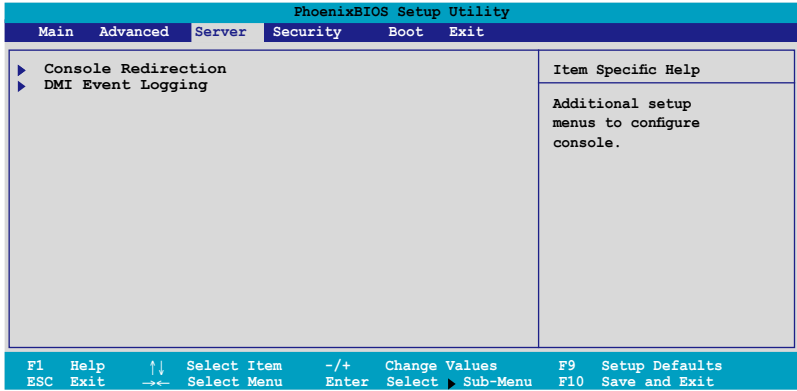 PhoenixBIOS Setup Utility
Main Advanced Server Security Boot Exit
Console Redirection
DMI Event Logging
Item Specific Help
Additional setup
menus to configure
console.
F1 Help ↑↓ Select Item -/+ Change Values F9 Setup Defaults
ESC Exit →← Select Menu Enter Select ▶ Sub-Menu F10 Save and Exit